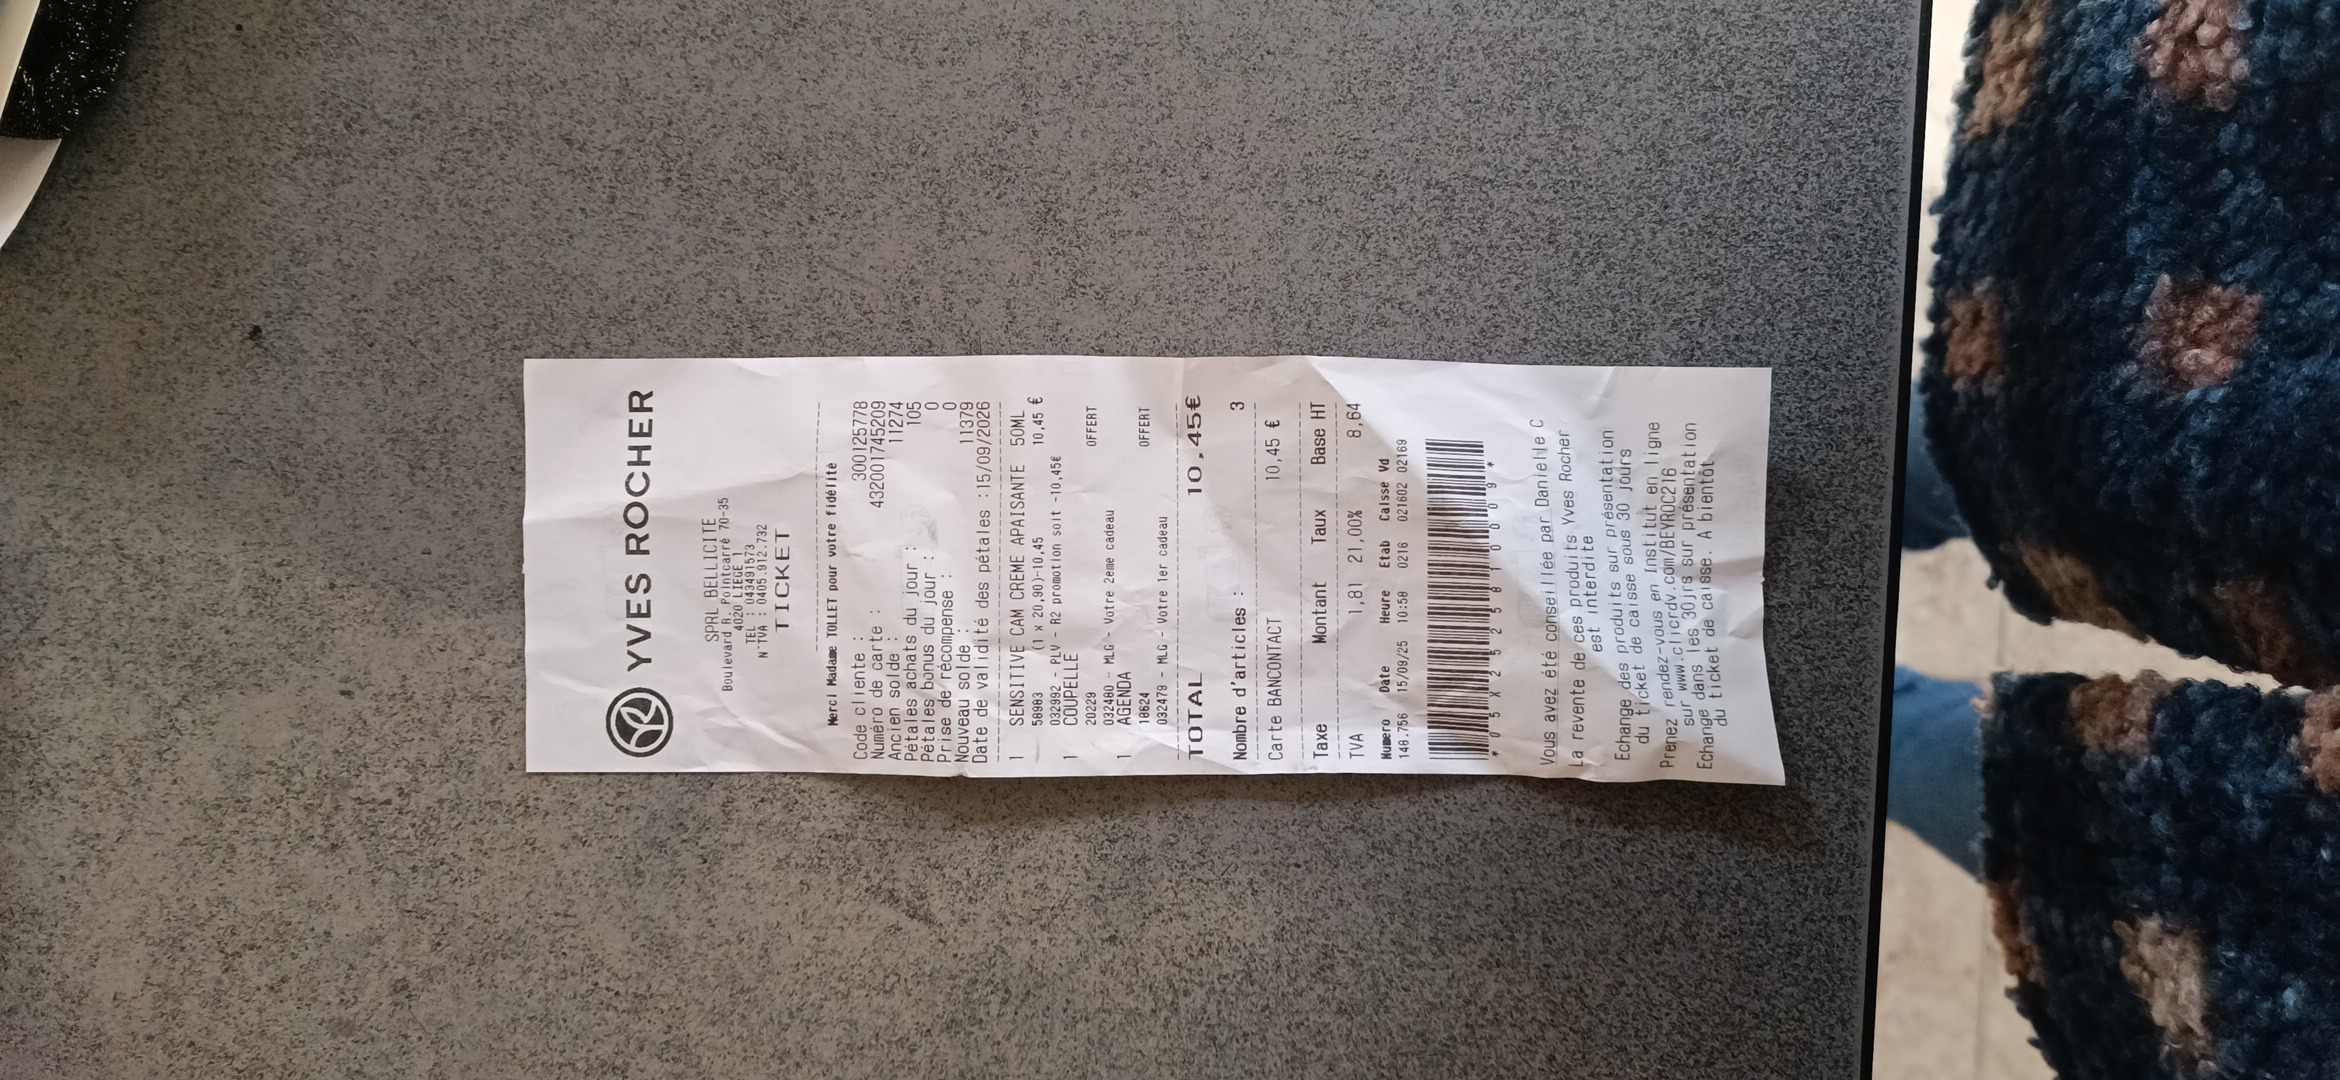 YVES ROCHER
SPRL BELLICITE
Boulevard R. Poincarré 70-35
4020 LIEGE 1
TEL : 043491573
N°TVA : 0405.912.732
TICKET
Merci Madame TOLLET pour votre fidélité
Code cliente : 300125778
Numéro de carte : 432001745209
Ancien solde : 11274
Pétales achats du jour : 105
Pétales bonus du jour : 0
Prise de récompense : 0
Nouveau solde : 11379
Date de validité des pétales :15/09/2026
1 SENSITIVE CAM CREME APAISANTE 50ML
58983 (1 x 20,90)-10,45 10,45 €
032992 - PLV - R2 promotion soit -10,45€
1 COUPELLE
20229 OFFERT
032480 - MLG - Votre 2eme cadeau
1 AGENDA
18624 OFFERT
032479 - MLG - Votre 1er cadeau
TOTAL 10,45€
Nombre d'articles : 3
Carte BANCONTACT 10,45 €
Taxe Montant Taux Base HT
TVA 1,81 21,00% 8,64
Numero Date Heure Etab Caisse Vd
148.756 15/09/25 10:58 0216 021602 02169
*05X252581009*
Vous avez été conseillée par Danielle C
La revente de ces produits Yves Rocher
est interdite
Echange des produits sur présentation
du ticket de caisse sous 30 jours
Prenez rendez-vous en Institut en ligne
sur www.clicrdv.com/BEYROC216
Echange dans les 30jrs sur présentation
du ticket de caisse. A bientôt